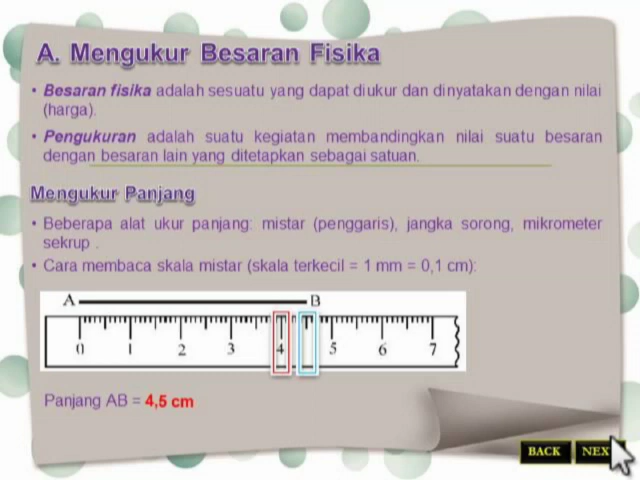 A. Mengukur Besaran Fisika
• Besaran fisika adalah sesuatu yang dapat diukur dan dinyatakan dengan nilai
(harga).
• Pengukuran adalah suatu kegiatan membandingkan nilai suatu besaran
dengan besaran lain yang ditetapkan sebagai satuan.
Mengukur Panjang
• Beberapa alat ukur panjang: mistar (penggaris), jangka sorong, mikrometer
sekrup .
• Cara membaca skala mistar (skala terkecil = 1 mm = 0,1 cm):
A B
0 1 2 3 4 5 6 7
Panjang AB = 4,5 cm
BACK NEX